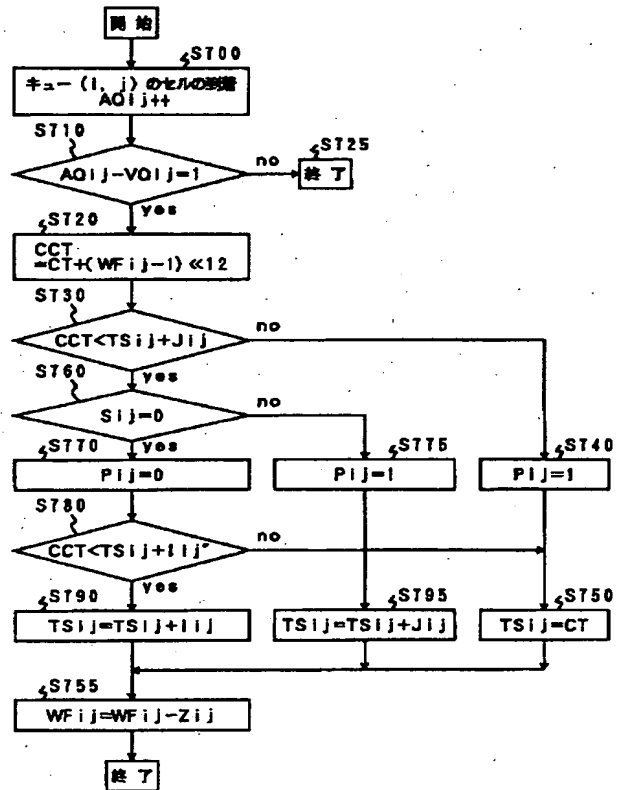 開始
S700
キュー(i, j)のセルの到着
AQij++
S710
AQij-VQij=1
no
S725
終了
yes
S720
CCT
=CT+(WFij-1)≪12
S730
CCT<TSij+Jij
no
yes
S760
Sij=0
no
yes
S770
Pij=0
S775
Pij=1
S740
Pij=1
S780
CCT<TSij+Iij
no
yes
S790
TSij=TSij+Iij
S795
TSij=TSij+Jij
S750
TSij=CT
S755
WFij=WFij-Zij
終了